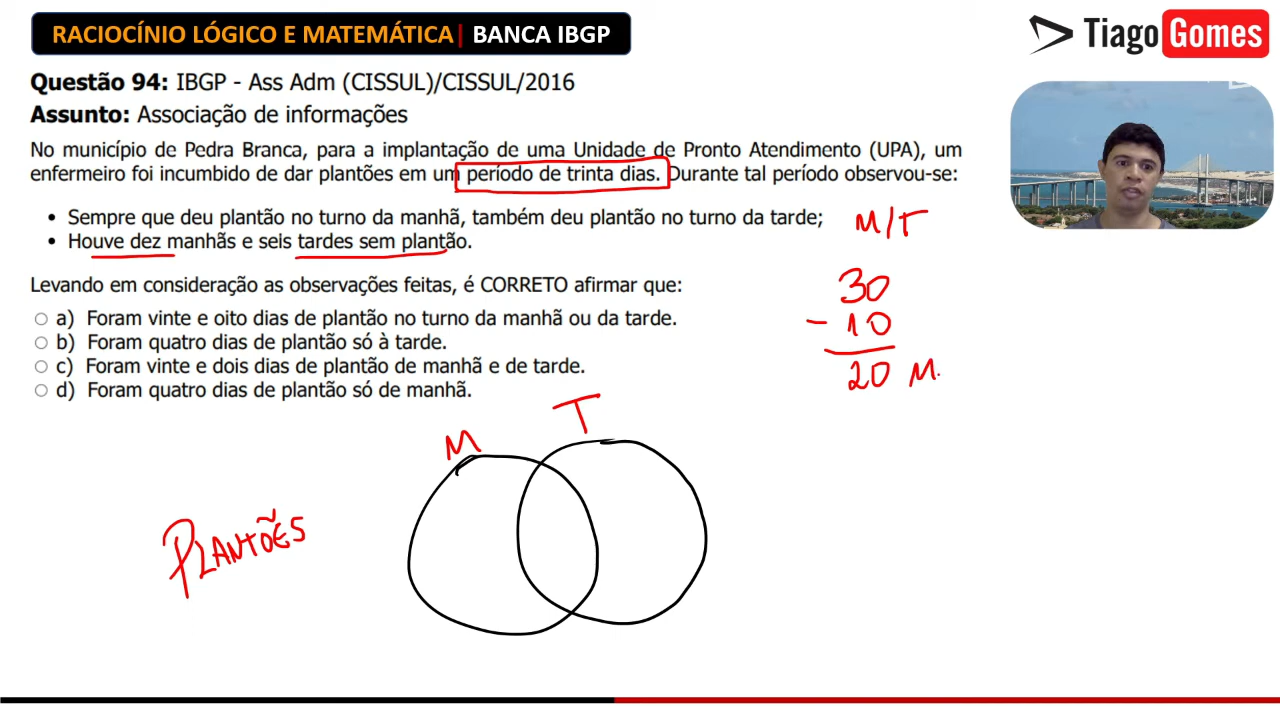 RACIOCÍNIO LÓGICO E MATEMÁTICA| BANCA IBGP
Tiago Gomes
Questão 94: IBGP - Ass Adm (CISSUL)/CISSUL/2016
Assunto: Associação de informações
No município de Pedra Branca, para a implantação de uma Unidade de Pronto Atendimento (UPA), um
enfermeiro foi incumbido de dar plantões em um período de trinta dias. Durante tal período observou-se:
• Sempre que deu plantão no turno da manhã, também deu plantão no turno da tarde;
• Houve dez manhãs e seis tardes sem plantão.
M/T
Levando em consideração as observações feitas, é CORRETO afirmar que:
a) Foram vinte e oito dias de plantão no turno da manhã ou da tarde.
b) Foram quatro dias de plantão só à tarde.
c) Foram vinte e dois dias de plantão de manhã e de tarde.
d) Foram quatro dias de plantão só de manhã.
30
- 10
20 M.
M
T
PLANTÕES